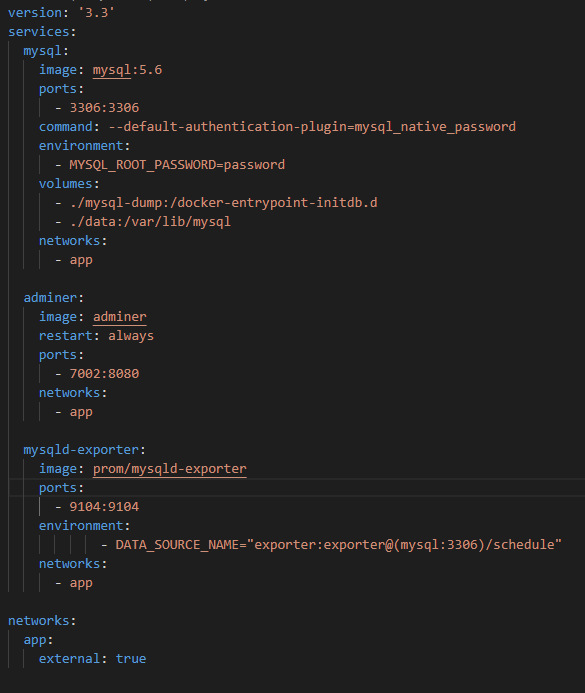 version: '3.3'
services:
  mysql:
    image: mysql:5.6
    ports:
      - 3306:3306
    command: --default-authentication-plugin=mysql_native_password
    environment:
      - MYSQL_ROOT_PASSWORD=password
    volumes:
      - ./mysql-dump:/docker-entrypoint-initdb.d
      - ./data:/var/lib/mysql
    networks:
      - app

  adminer:
    image: adminer
    restart: always
    ports:
      - 7002:8080
    networks:
      - app

  mysqld-exporter:
    image: prom/mysqld-exporter
    ports:
      - 9104:9104
    environment:
            - DATA_SOURCE_NAME="exporter:exporter@(mysql:3306)/schedule"
    networks:
      - app

networks:
  app:
    external: true